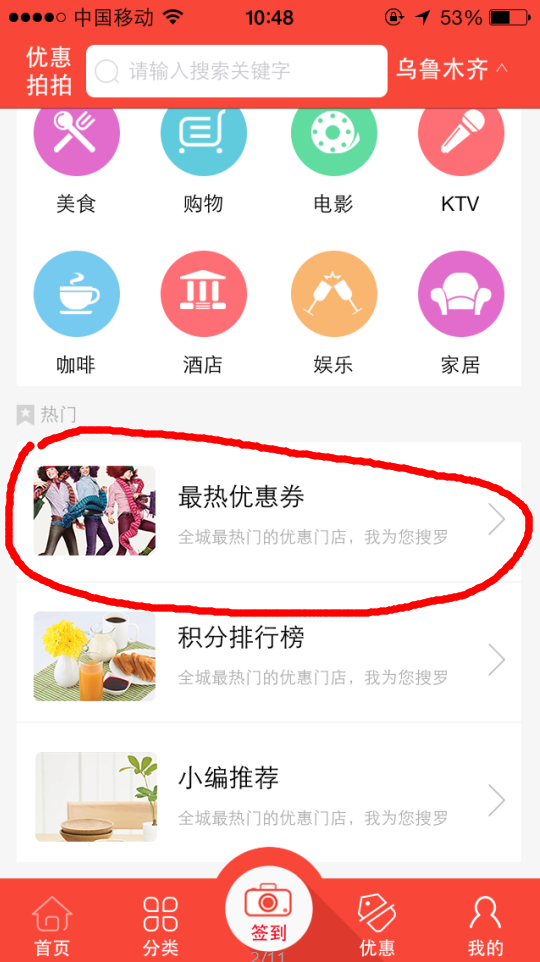 中国移动 10:48 53%
优惠
拍拍
请输入搜索关键字
乌鲁木齐
美食 购物 电影 KTV
咖啡 酒店 娱乐 家居
热门
最热优惠券
全城最热门的优惠门店，我为您搜罗
积分排行榜
全城最热门的优惠门店，我为您搜罗
小编推荐
全城最热门的优惠门店，我为您搜罗
签到
首页 分类 优惠 我的
2/11